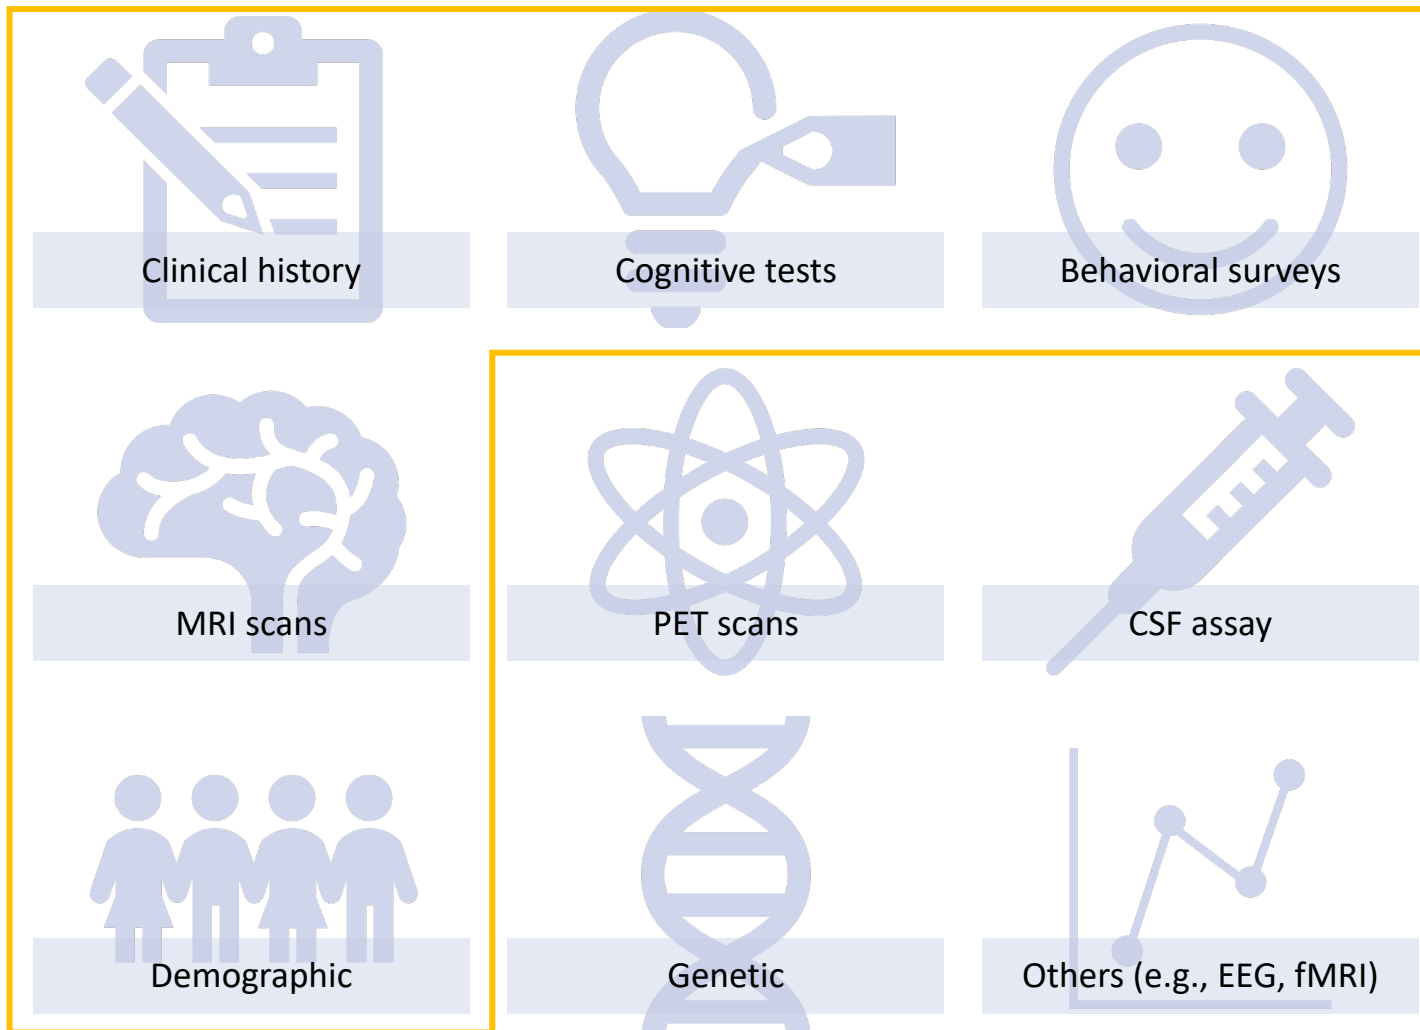 Clinical history
Cognitive tests
Behavioral surveys
MRI scans
PET scans
CSF assay
Demographic
Genetic
Others (e.g., EEG, fMRI)